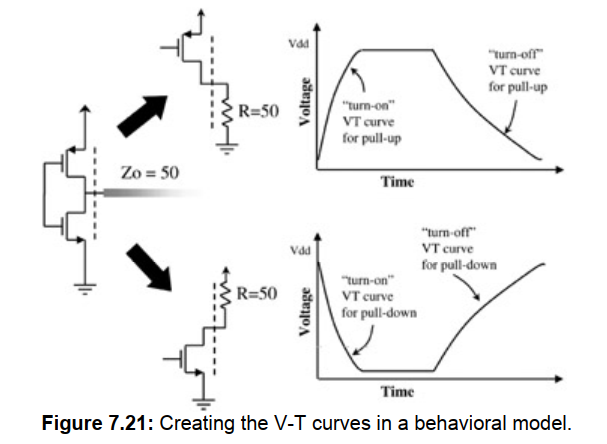 Vdd
"turn-off"
VT curve
for pull-up
Voltage
R=50
"turn-on"
VT curve
for pull-up
Zo = 50
Time
"turn-off"
VT curve
for pull-down
Vdd
"turn-on"
VT curve
for pull-down
R=50
Voltage
Time
Figure 7.21: Creating the V-T curves in a behavioral model.